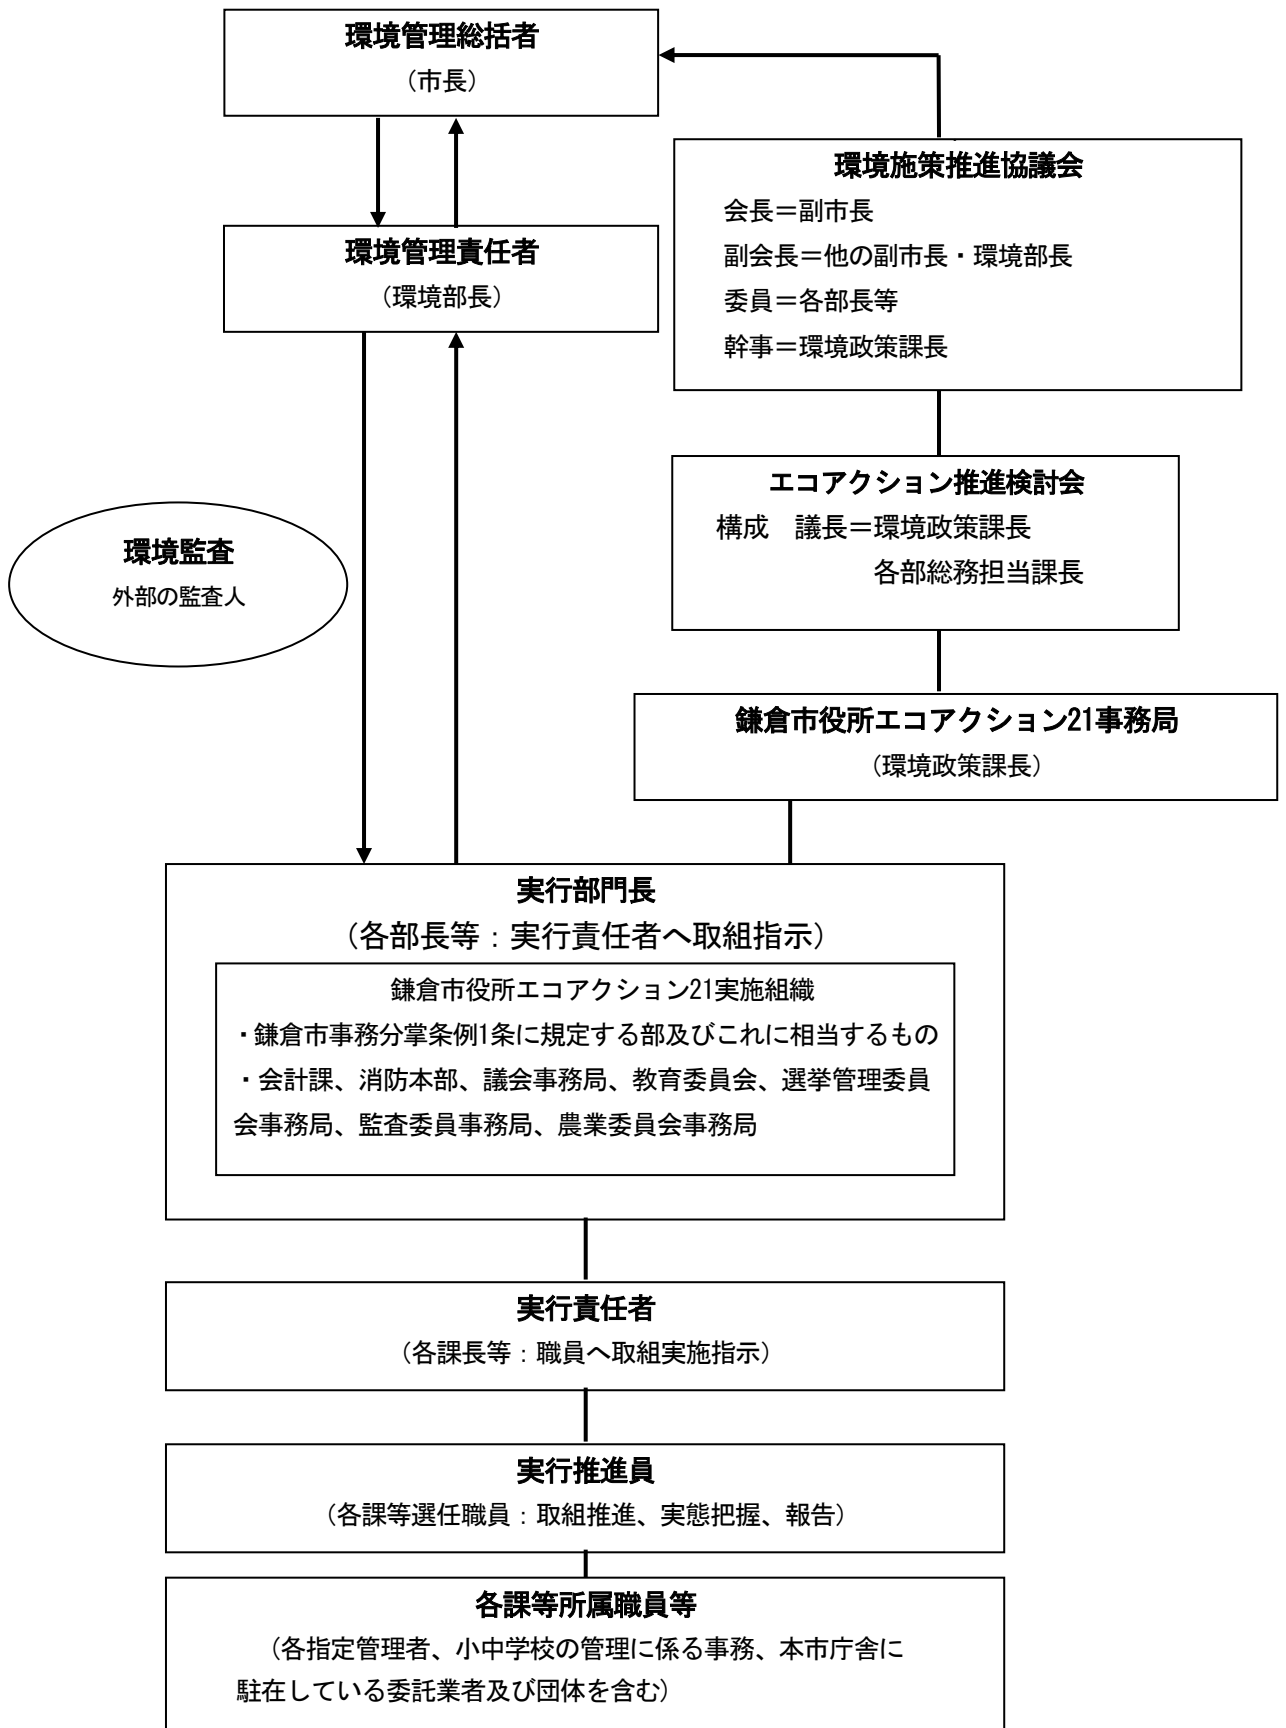 環境管理総括者
（市長）
環境施策推進協議会
会長＝副市長
副会長＝他の副市長・環境部長
委員＝各部長等
幹事＝環境政策課長
環境管理責任者
（環境部長）
エコアクション推進検討会
構成　議長＝環境政策課長
各部総務担当課長
環境監査
外部の監査人
鎌倉市役所エコアクション21事務局
（環境政策課長）
実行部門長
（各部長等：実行責任者へ取組指示）
鎌倉市役所エコアクション21実施組織
・鎌倉市事務分掌条例1条に規定する部及びこれに相当するもの
・会計課、消防本部、議会事務局、教育委員会、選挙管理委員
会事務局、監査委員事務局、農業委員会事務局
実行責任者
（各課長等：職員へ取組実施指示）
実行推進員
（各課等選任職員：取組推進、実態把握、報告）
各課等所属職員等
（各指定管理者、小中学校の管理に係る事務、本市庁舎に
駐在している委託業者及び団体を含む）